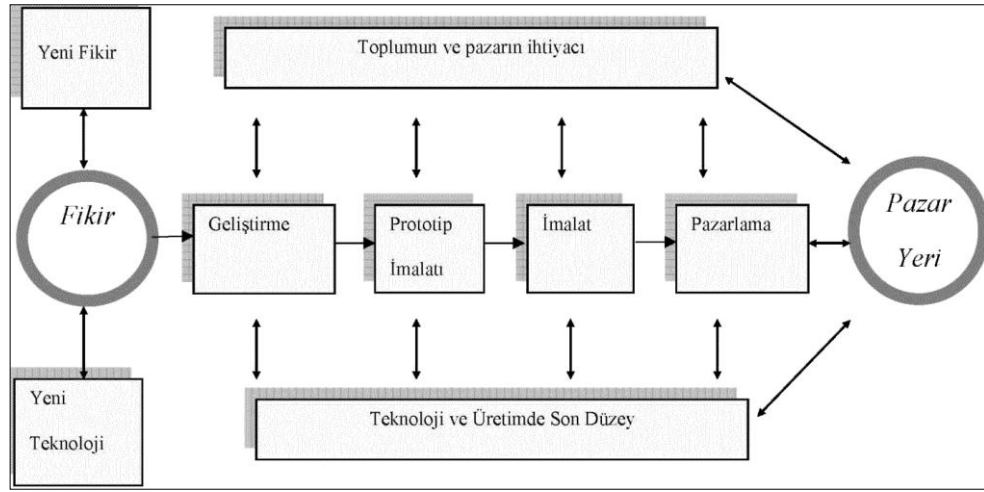 Yeni Fikir
Toplumun ve pazarın ihtiyacı
Fikir
Geliştirme
Prototip
İmalatı
İmalat
Pazarlama
Pazar
Yeri
Yeni
Teknoloji
Teknoloji ve Üretimde Son Düzey